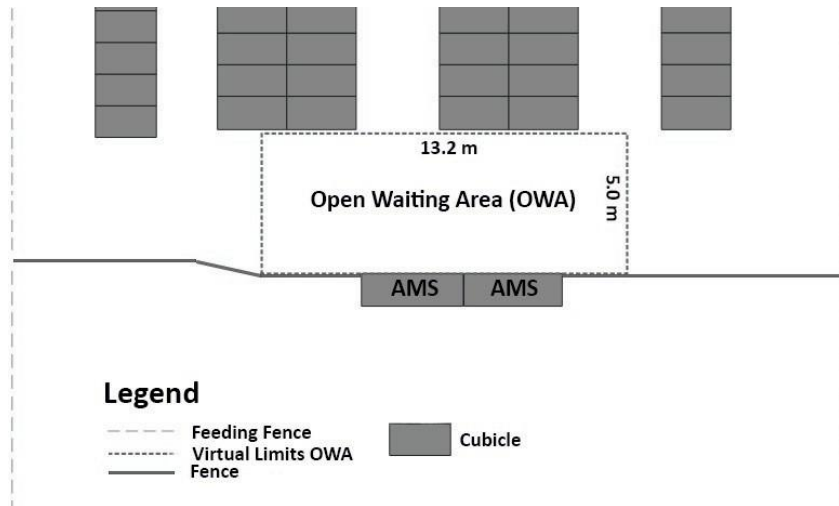 13.2 m
5.0 m
Open Waiting Area (OWA)
AMS AMS
Legend
Feeding Fence
Virtual Limits OWA
Fence
Cubicle